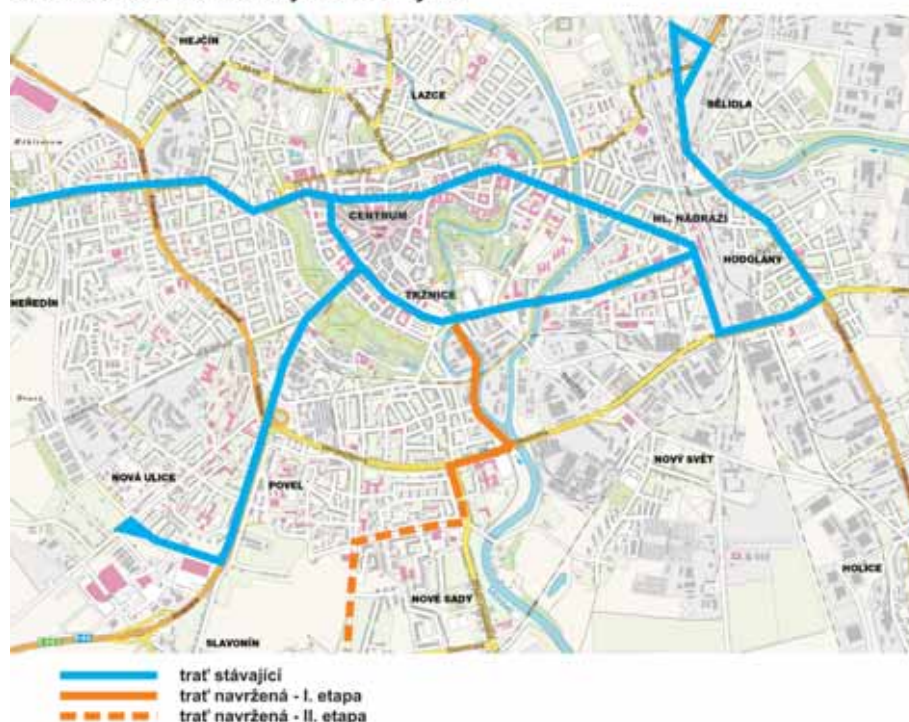 HEJČÍN
LAZCE
BĚLIDLA
CENTRUM
HL. NÁDRAŽÍ
HODOLANY
NEŘEDÍN
TRŽNICE
NOVÁ ULICE
POVEL
NOVÝ SVĚT
NOVÉ SADY
HOLICE
SLAVONÍN
trať stávající
trať navržená - I. etapa
trať navržená - II. etapa